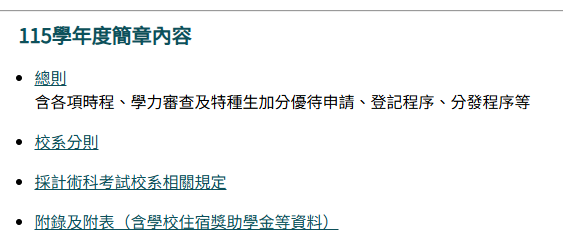 115學年度簡章內容
總則
含各項時程、學力審查及特種生加分優待申請、登記程序、分發程序等
校系分則
採計術科考試校系相關規定
附錄及附表（含學校住宿獎助學金等資料）